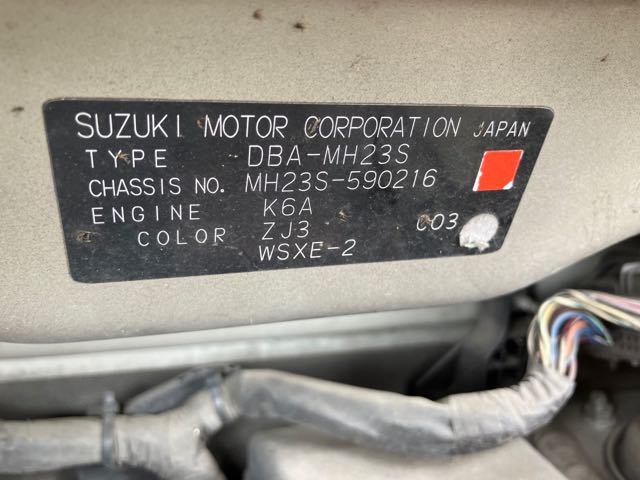 SUZUKI MOTOR CORPORATION JAPAN
TYPE DBA-MH23S
CHASSIS NO. MH23S-590216
ENGINE K6A
COLOR ZJ3 C03
WSXE-2